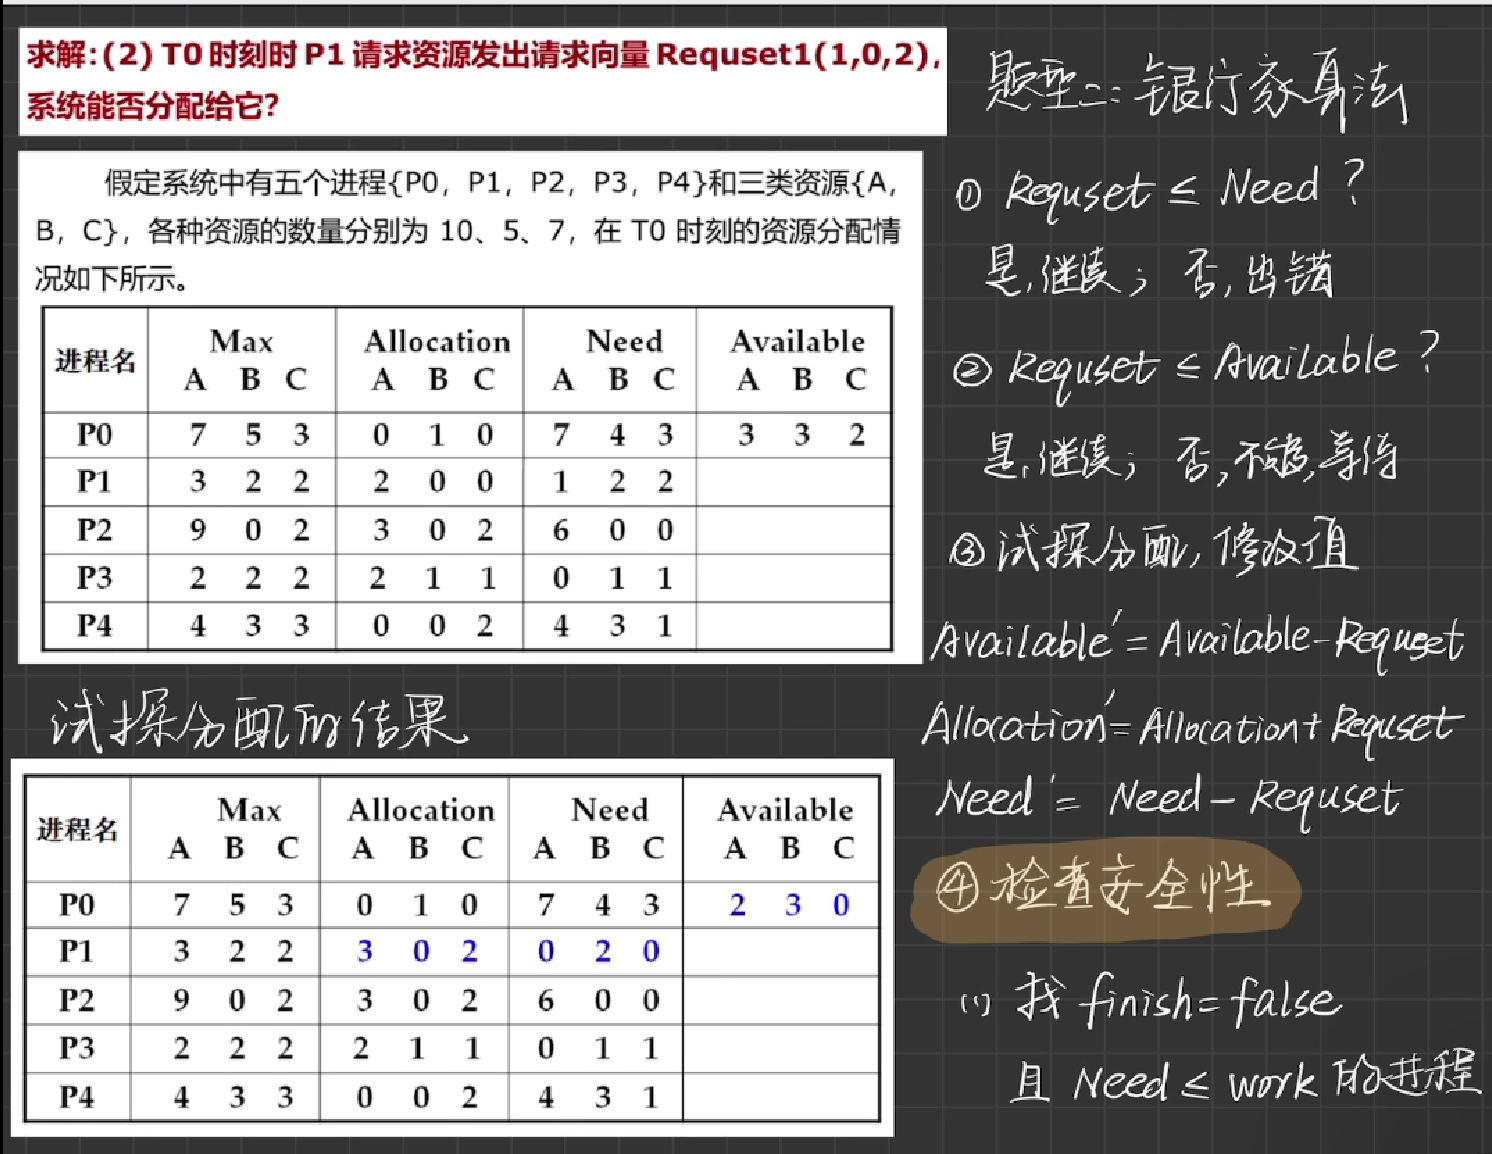 求解:(2) T0 时刻时 P1 请求资源发出请求向量 Requset1(1,0,2),
系统能否分配给它?
假定系统中有五个进程{P0, P1, P2, P3, P4}和三类资源{A,
B, C}, 各种资源的数量分别为 10、5、7, 在 T0 时刻的资源分配情
况如下所示。
进程名 Max Allocation Need Available
A B C A B C A B C A B C
P0 7 5 3 0 1 0 7 4 3 3 3 2
P1 3 2 2 2 0 0 1 2 2
P2 9 0 2 3 0 2 6 0 0
P3 2 2 2 2 1 1 0 1 1
P4 4 3 3 0 0 2 4 3 1
试探分配的结果
进程名 Max Allocation Need Available
A B C A B C A B C A B C
P0 7 5 3 0 1 0 7 4 3 2 3 0
P1 3 2 2 3 0 2 0 2 0
P2 9 0 2 3 0 2 6 0 0
P3 2 2 2 2 1 1 0 1 1
P4 4 3 3 0 0 2 4 3 1
题型二: 银行家算法
① Requset ≤ Need ?
是,继续; 否,出错
② Requset ≤ Available ?
是,继续; 否,不够,等待
③ 试探分配,修改值
Available' = Available - Requset
Allocation' = Allocation + Requset
Need' = Need - Requset
④ 检查安全性
(1) 找 finish = false
且 Need ≤ work 的进程